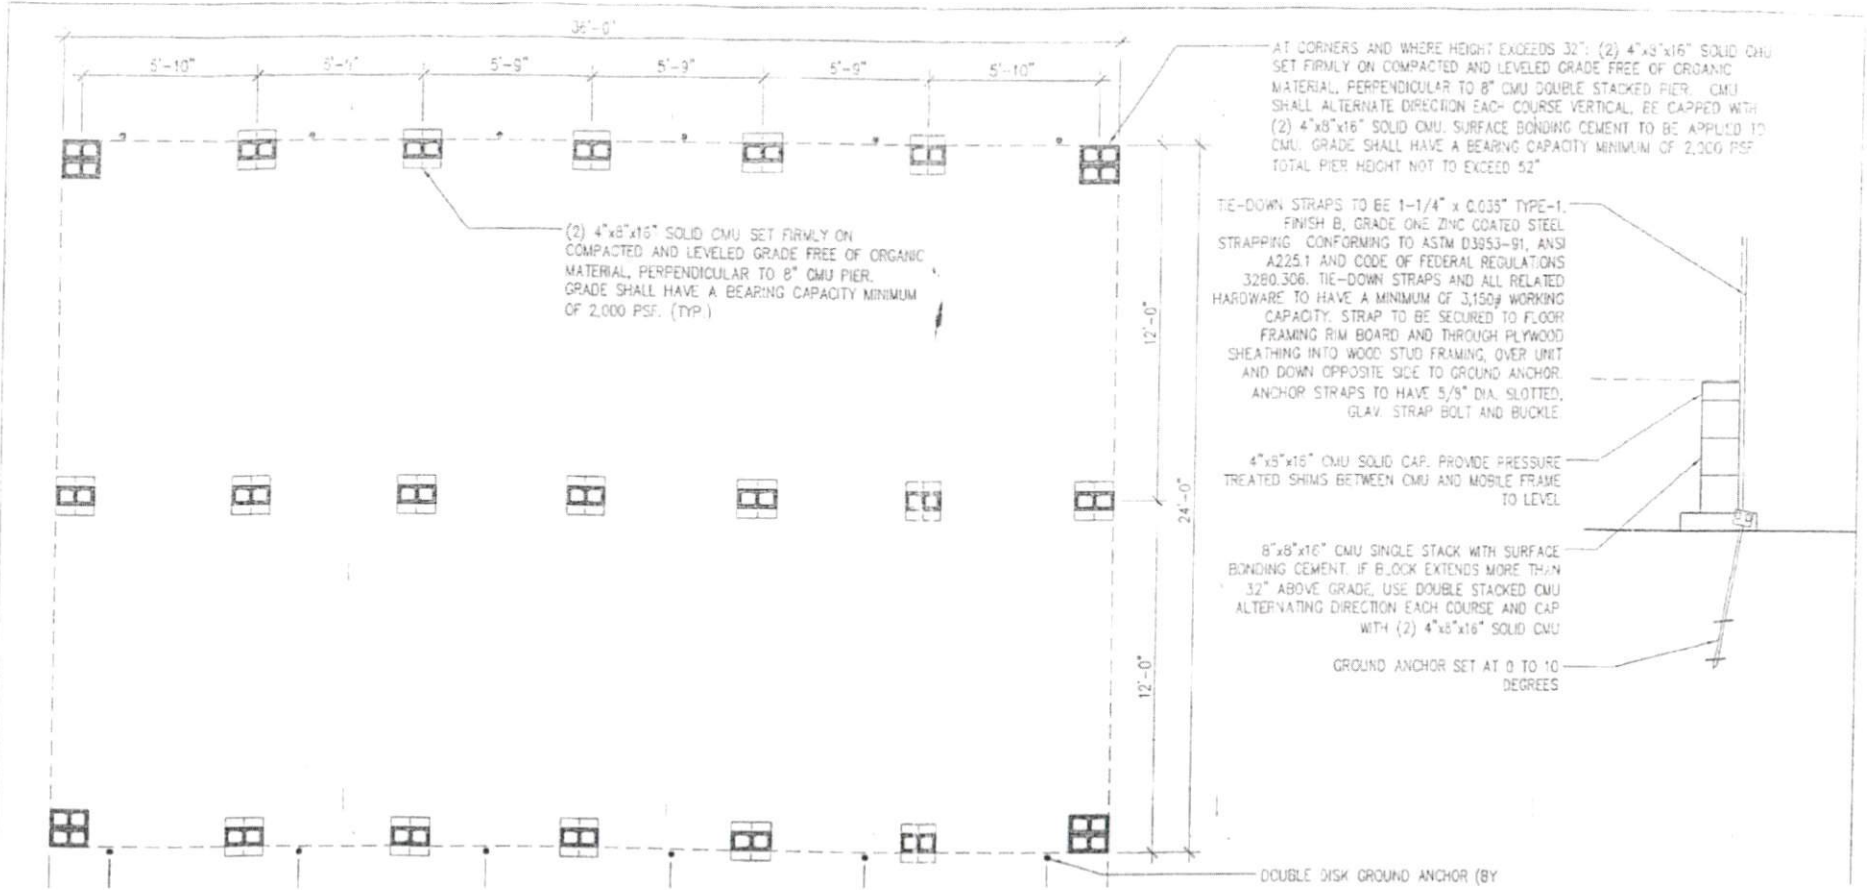 36'-0"
5'-10"
5'-9"
5'-9"
5'-9"
5'-10"
AT CORNERS AND WHERE HEIGHT EXCEEDS 32": (2) 4"x8"x16" SOLID CMU
SET FIRMLY ON COMPACTED AND LEVELED GRADE FREE OF ORGANIC
MATERIAL, PERPENDICULAR TO 8" CMU DOUBLE STACKED PIER. CMU
SHALL ALTERNATE DIRECTION EACH COURSE VERTICAL, BE CAPPED WITH
(2) 4"x8"x16" SOLID CMU. SURFACE BONDING CEMENT TO BE APPLIED TO
CMU. GRADE SHALL HAVE A BEARING CAPACITY MINIMUM OF 2,000 PSF
TOTAL PIER HEIGHT NOT TO EXCEED 52"
(2) 4"x8"x16" SOLID CMU SET FIRMLY ON
COMPACTED AND LEVELED GRADE FREE OF ORGANIC
MATERIAL, PERPENDICULAR TO 8" CMU PIER.
GRADE SHALL HAVE A BEARING CAPACITY MINIMUM
OF 2,000 PSF. (TYP.)
12'-0"
24'-0"
12'-0"
TIE-DOWN STRAPS TO BE 1-1/4" x 0.035" TYPE-1,
FINISH B, GRADE ONE ZINC COATED STEEL
STRAPPING CONFORMING TO ASTM D3953-91, ANSI
A225.1 AND CODE OF FEDERAL REGULATIONS
3280.306. TIE-DOWN STRAPS AND ALL RELATED
HARDWARE TO HAVE A MINIMUM OF 3,150# WORKING
CAPACITY. STRAP TO BE SECURED TO FLOOR
FRAMING RIM BOARD AND THROUGH PLYWOOD
SHEATHING INTO WOOD STUD FRAMING, OVER UNIT
AND DOWN OPPOSITE SIDE TO GROUND ANCHOR.
ANCHOR STRAPS TO HAVE 5/8" DIA. SLOTTED,
GLAV. STRAP BOLT AND BUCKLE.
4"x8"x16" CMU SOLID CAP. PROVIDE PRESSURE
TREATED SHIMS BETWEEN CMU AND MOBILE FRAME
TO LEVEL
8"x8"x16" CMU SINGLE STACK WITH SURFACE
BONDING CEMENT. IF BLOCK EXTENDS MORE THAN
32" ABOVE GRADE, USE DOUBLE STACKED CMU
ALTERNATING DIRECTION EACH COURSE AND CAP
WITH (2) 4"x8"x16" SOLID CMU
GROUND ANCHOR SET AT 0 TO 10
DEGREES
DOUBLE DISK GROUND ANCHOR (BY